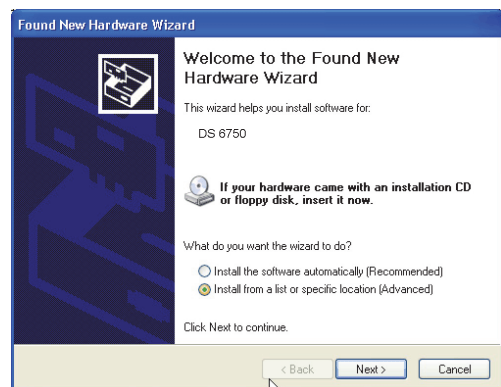 Found New Hardware Wizard
Welcome to the Found New
Hardware Wizard
This wizard helps you install software for:
DS 6750
If your hardware came with an installation CD
or floppy disk, insert it now.
What do you want the wizard to do?
Install the software automatically (Recommended)
Install from a list or specific location (Advanced)
Click Next to continue.
< Back Next > Cancel